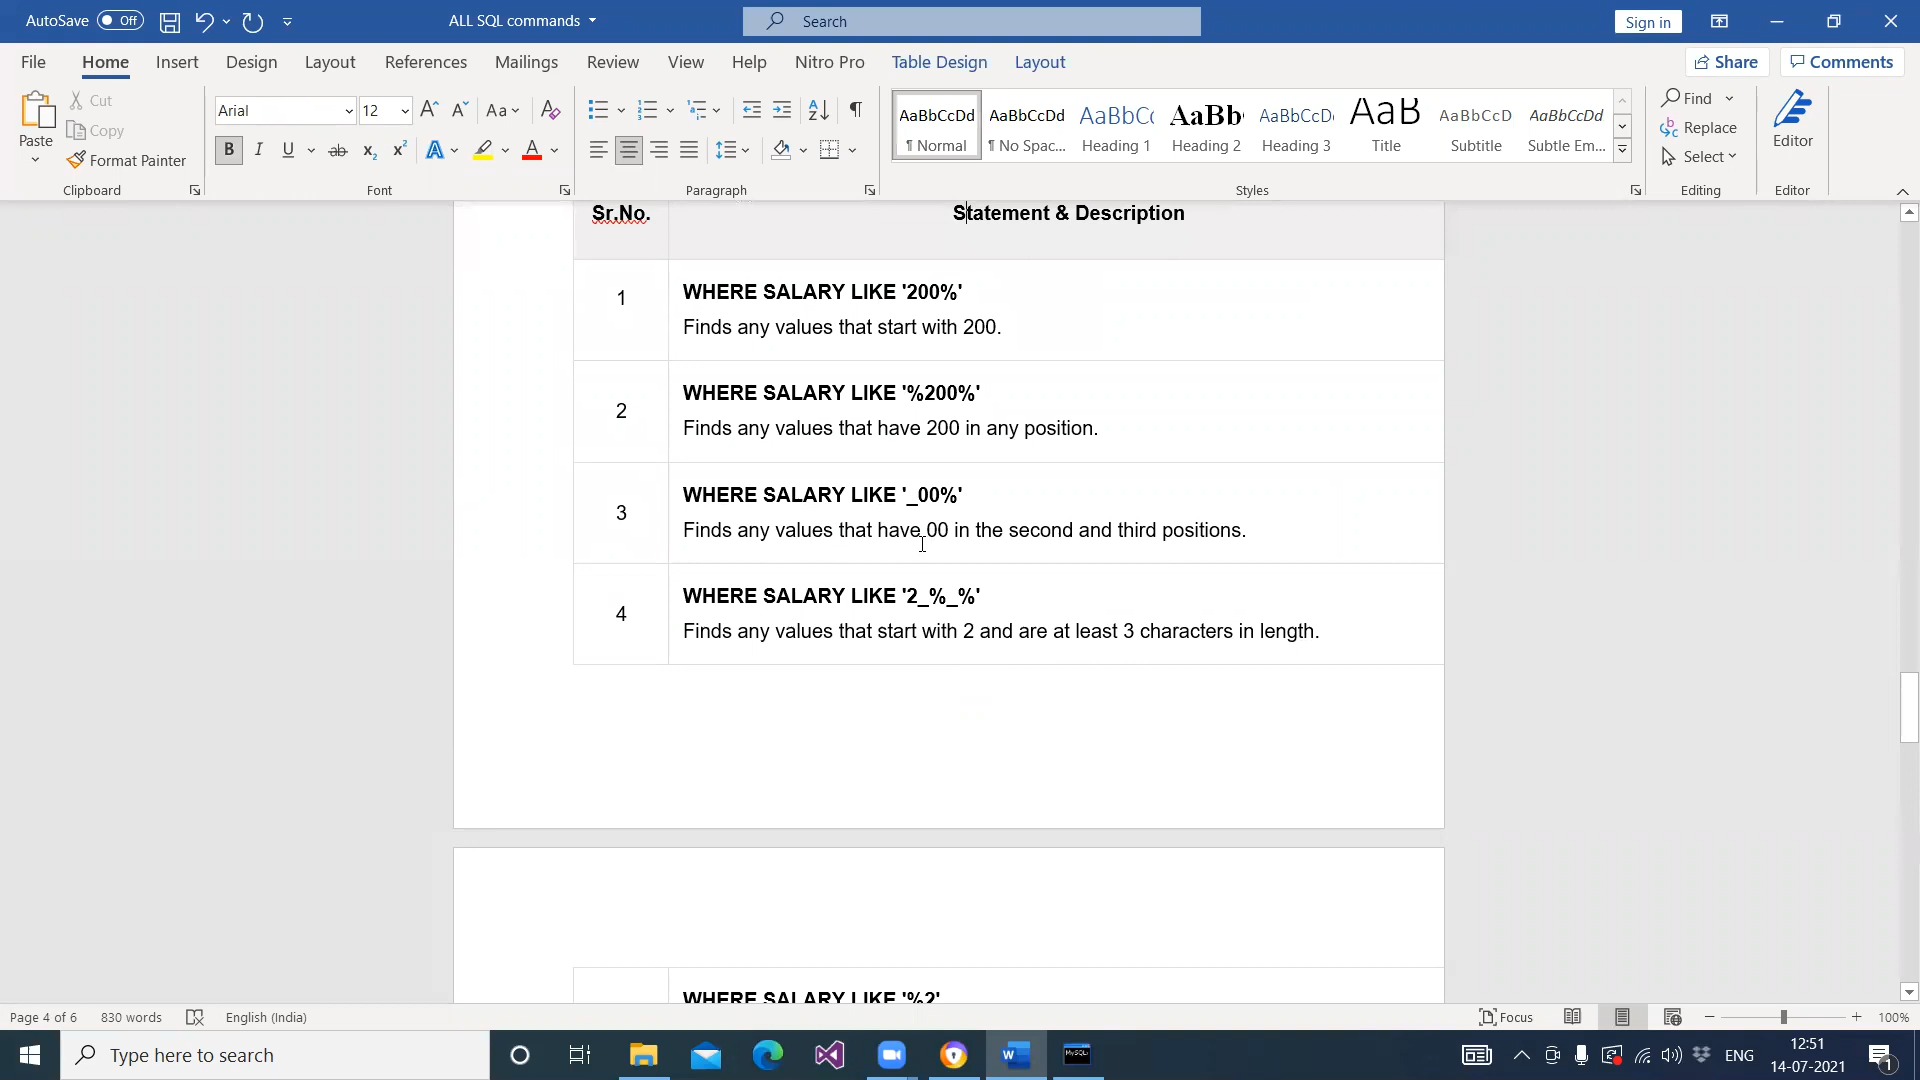 AutoSave Off
ALL SQL commands
Search
Sign in
File Home Insert Design Layout References Mailings Review View Help Nitro Pro Table Design Layout
Share Comments
Paste
Cut
Copy
Format Painter
Clipboard
Arial 12
Aa
Font
Paragraph
AaBbCcDd AaBbCcDd AaBbCc AaBb AaBbCcD AaB AaBbCcD AaBbCcDd
¶ Normal ¶ No Spac... Heading 1 Heading 2 Heading 3 Title Subtitle Subtle Em...
Styles
Find
Replace
Select
Editing
Editor
Editor
Sr.No. Statement & Description
1
WHERE SALARY LIKE '200%'
Finds any values that start with 200.
2
WHERE SALARY LIKE '%200%'
Finds any values that have 200 in any position.
3
WHERE SALARY LIKE '_00%'
Finds any values that have 00 in the second and third positions.
4
WHERE SALARY LIKE '2_%_%'
Finds any values that start with 2 and are at least 3 characters in length.
WHERE SALARY LIKE '%2'
Page 4 of 6 830 words English (India) Focus 100%
Type here to search
ENG
12:51
14-07-2021
1